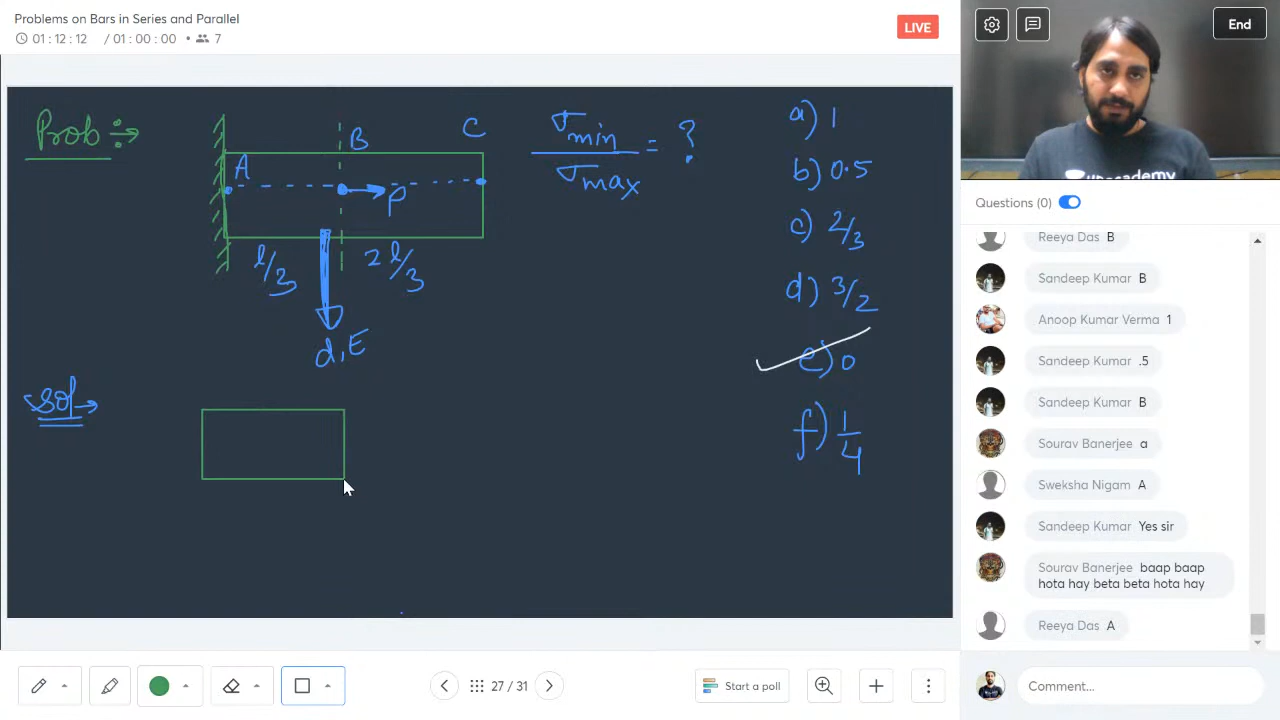 Problems on Bars in Series and Parallel
01:12:12 / 01:00:00 • 7
LIVE
End
Prob :→
A
B
C
P
l/3
2l/3
d, E
σmin / σmax = ?
a) 1
b) 0.5
c) 2/3
d) 3/2
e) 0
f) 1/4
Sol →
Questions (0)
Reeya Das B
Sandeep Kumar B
Anoop Kumar Verma 1
Sandeep Kumar .5
Sandeep Kumar B
Sourav Banerjee a
Sweksha Nigam A
Sandeep Kumar Yes sir
Sourav Banerjee baap baap
hota hay beta beta hota hay
Reeya Das A
27 / 31
Start a poll
Comment...